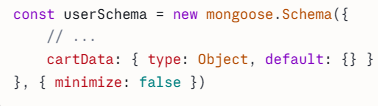 const userSchema = new mongoose.Schema({
    // ...
    cartData: { type: Object, default: {} }
}, { minimize: false })